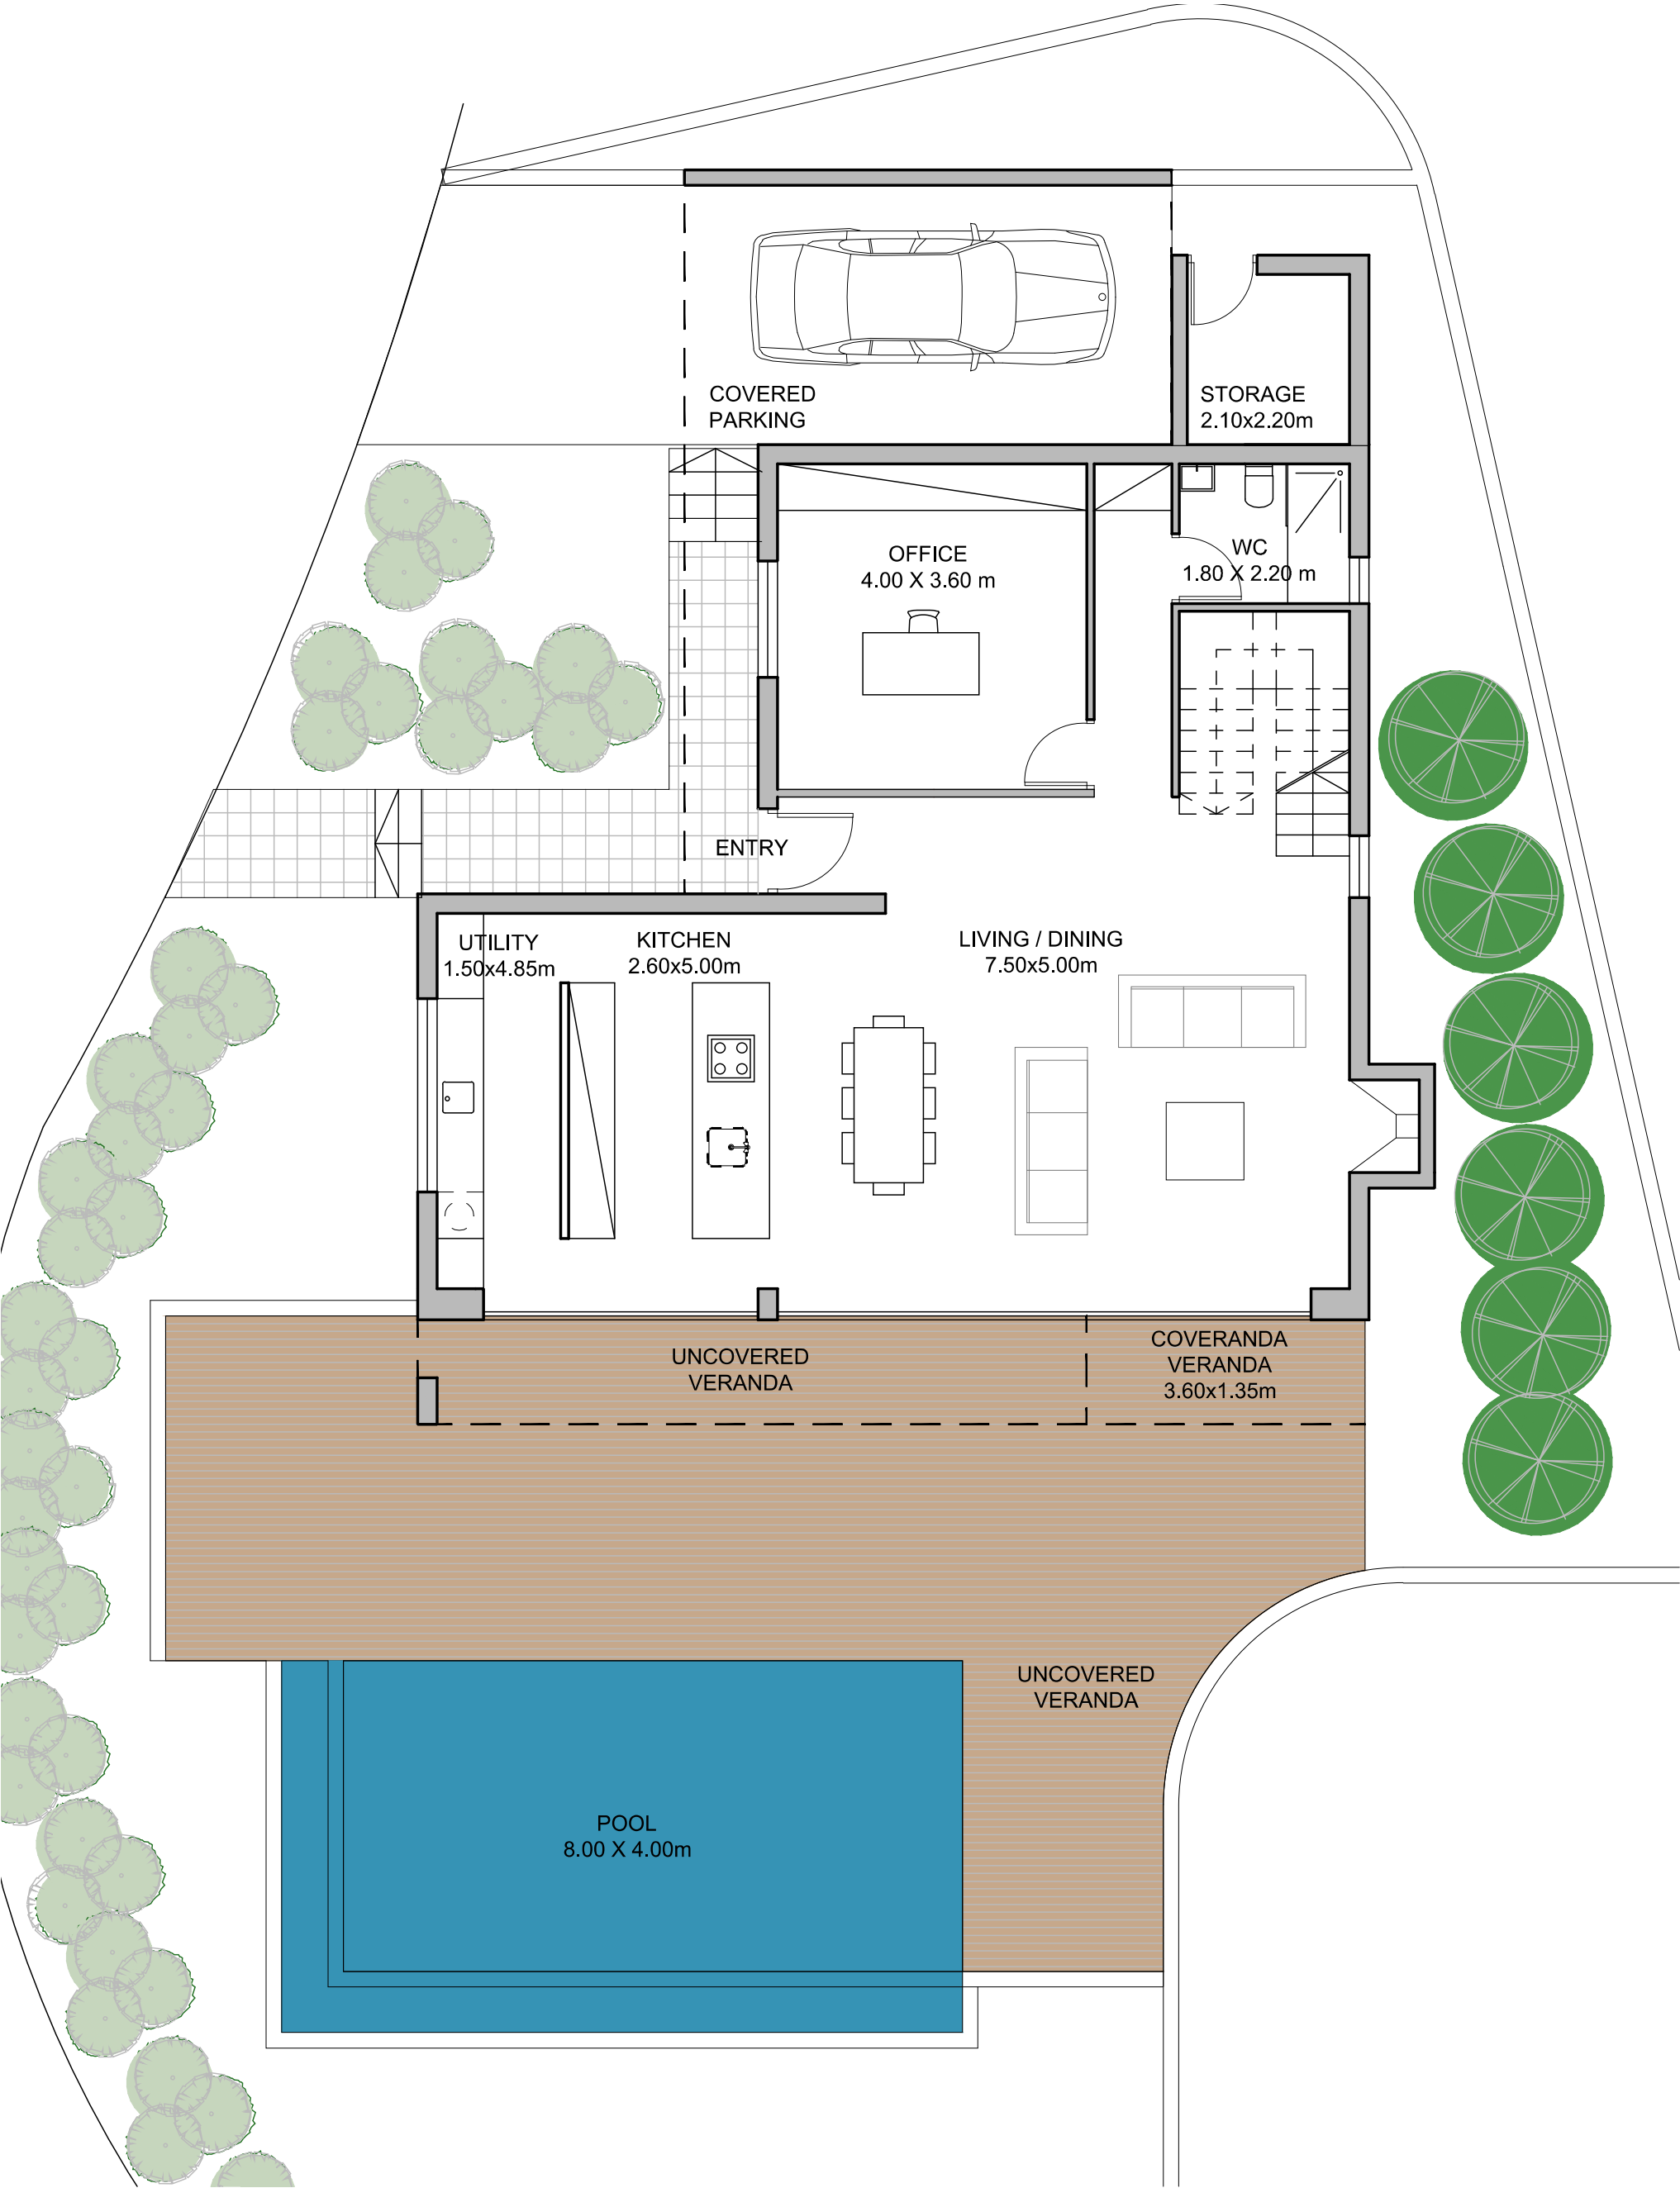 COVERED
PARKING
STORAGE
2.10x2.20m
OFFICE
4.00 X 3.60 m
WC
1.80 X 2.20 m
ENTRY
UTILITY
1.50x4.85m
KITCHEN
2.60x5.00m
LIVING / DINING
7.50x5.00m
UNCOVERED
VERANDA
COVERANDA
VERANDA
3.60x1.35m
UNCOVERED
VERANDA
POOL
8.00 X 4.00m